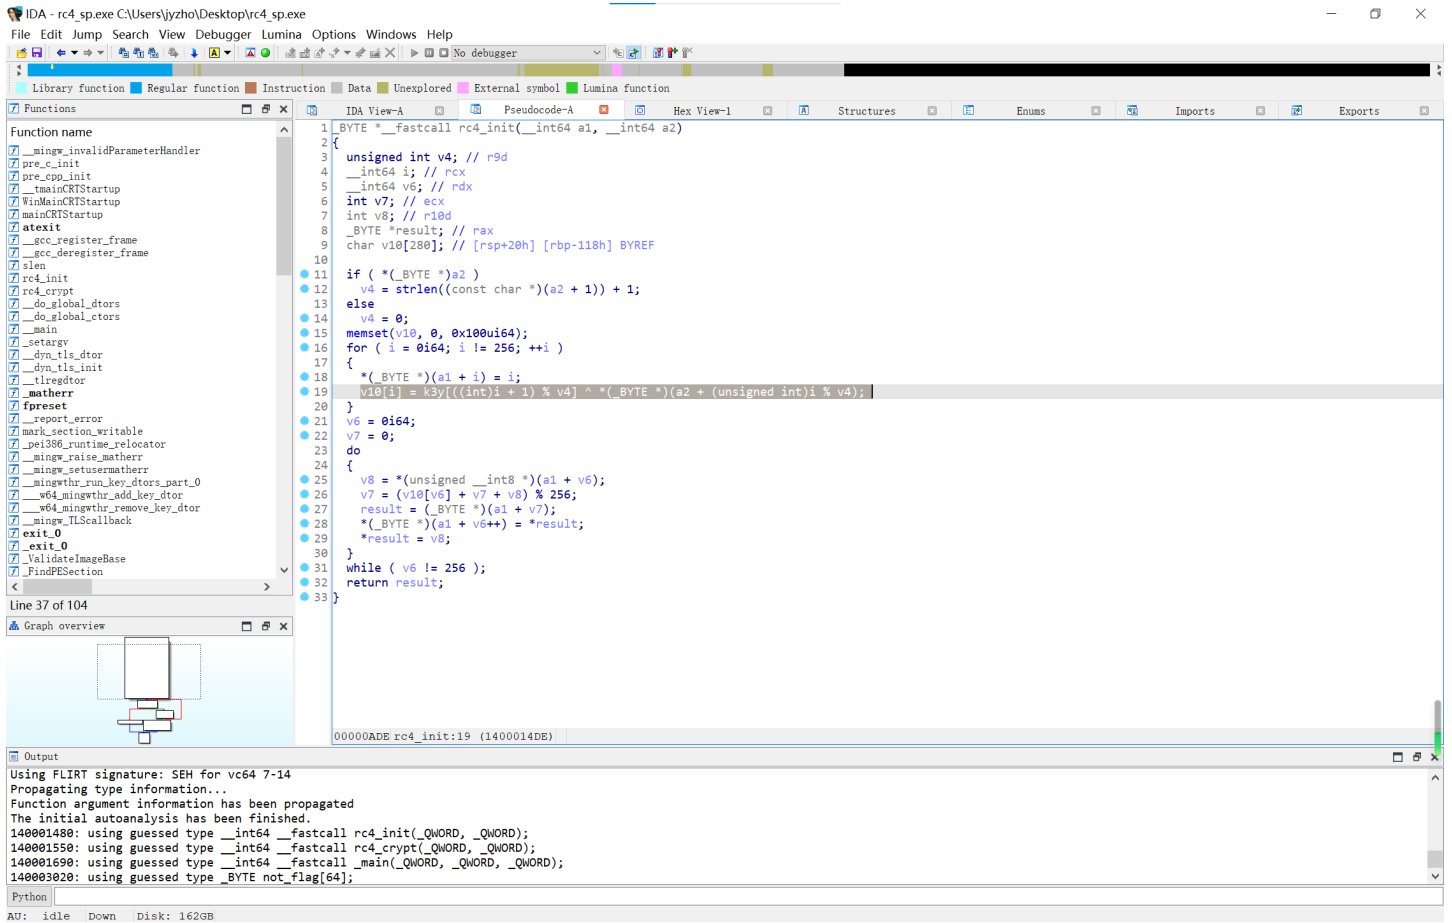 IDA - rc4_sp.exe C:\Users\jyzho\Desktop\rc4_sp.exe
File Edit Jump Search View Debugger Lumina Options Windows Help
No debugger
Library function Regular function Instruction Data Unexplored External symbol Lumina function
Functions
IDA View-A Pseudocode-A Hex View-1 Structures Enums Imports Exports
Function name
__mingw_invalidParameterHandler
pre_c_init
pre_cpp_init
__tmainCRTStartup
WinMainCRTStartup
mainCRTStartup
atexit
__gcc_register_frame
__gcc_deregister_frame
slen
rc4_init
rc4_crypt
__do_global_dtors
__do_global_ctors
__main
_setargv
__dyn_tls_dtor
__dyn_tls_init
__tlregdtor
_matherr
fpreset
__report_error
mark_section_writable
_pei386_runtime_relocator
__mingw_raise_matherr
__mingw_setusermatherr
__mingwthr_run_key_dtors_part_0
___w64_mingwthr_add_key_dtor
___w64_mingwthr_remove_key_dtor
__mingw_TLScallback
exit_0
_exit_0
_ValidateImageBase
_FindPESection
Line 37 of 104
Graph overview
1 _BYTE *__fastcall rc4_init(__int64 a1, __int64 a2)
2 {
3 unsigned int v4; // r9d
4 __int64 i; // rcx
5 __int64 v6; // rdx
6 int v7; // ecx
7 int v8; // r10d
8 _BYTE *result; // rax
9 char v10[280]; // [rsp+20h] [rbp-118h] BYREF
10
11 if ( *(_BYTE *)a2 )
12 v4 = strlen((const char *)(a2 + 1)) + 1;
13 else
14 v4 = 0;
15 memset(v10, 0, 0x100ui64);
16 for ( i = 0i64; i != 256; ++i )
17 {
18 *(_BYTE *)(a1 + i) = i;
19 v10[i] = k3y[((int)i + 1) % v4] ^ *(_BYTE *)(a2 + (unsigned int)i % v4);
20 }
21 v6 = 0i64;
22 v7 = 0;
23 do
24 {
25 v8 = *(unsigned __int8 *)(a1 + v6);
26 v7 = (v10[v6] + v7 + v8) % 256;
27 result = (_BYTE *)(a1 + v7);
28 *(_BYTE *)(a1 + v6++) = *result;
29 *result = v8;
30 }
31 while ( v6 != 256 );
32 return result;
33 }
00000ADE rc4_init:19 (1400014DE)
Output
Using FLIRT signature: SEH for vc64 7-14
Propagating type information...
Function argument information has been propagated
The initial autoanalysis has been finished.
140001480: using guessed type __int64 __fastcall rc4_init(_QWORD, _QWORD);
140001550: using guessed type __int64 __fastcall rc4_crypt(_QWORD, _QWORD);
140001690: using guessed type __int64 __fastcall _main(_QWORD, _QWORD, _QWORD);
140003020: using guessed type _BYTE not_flag[64];
Python
AU: idle Down Disk: 162GB